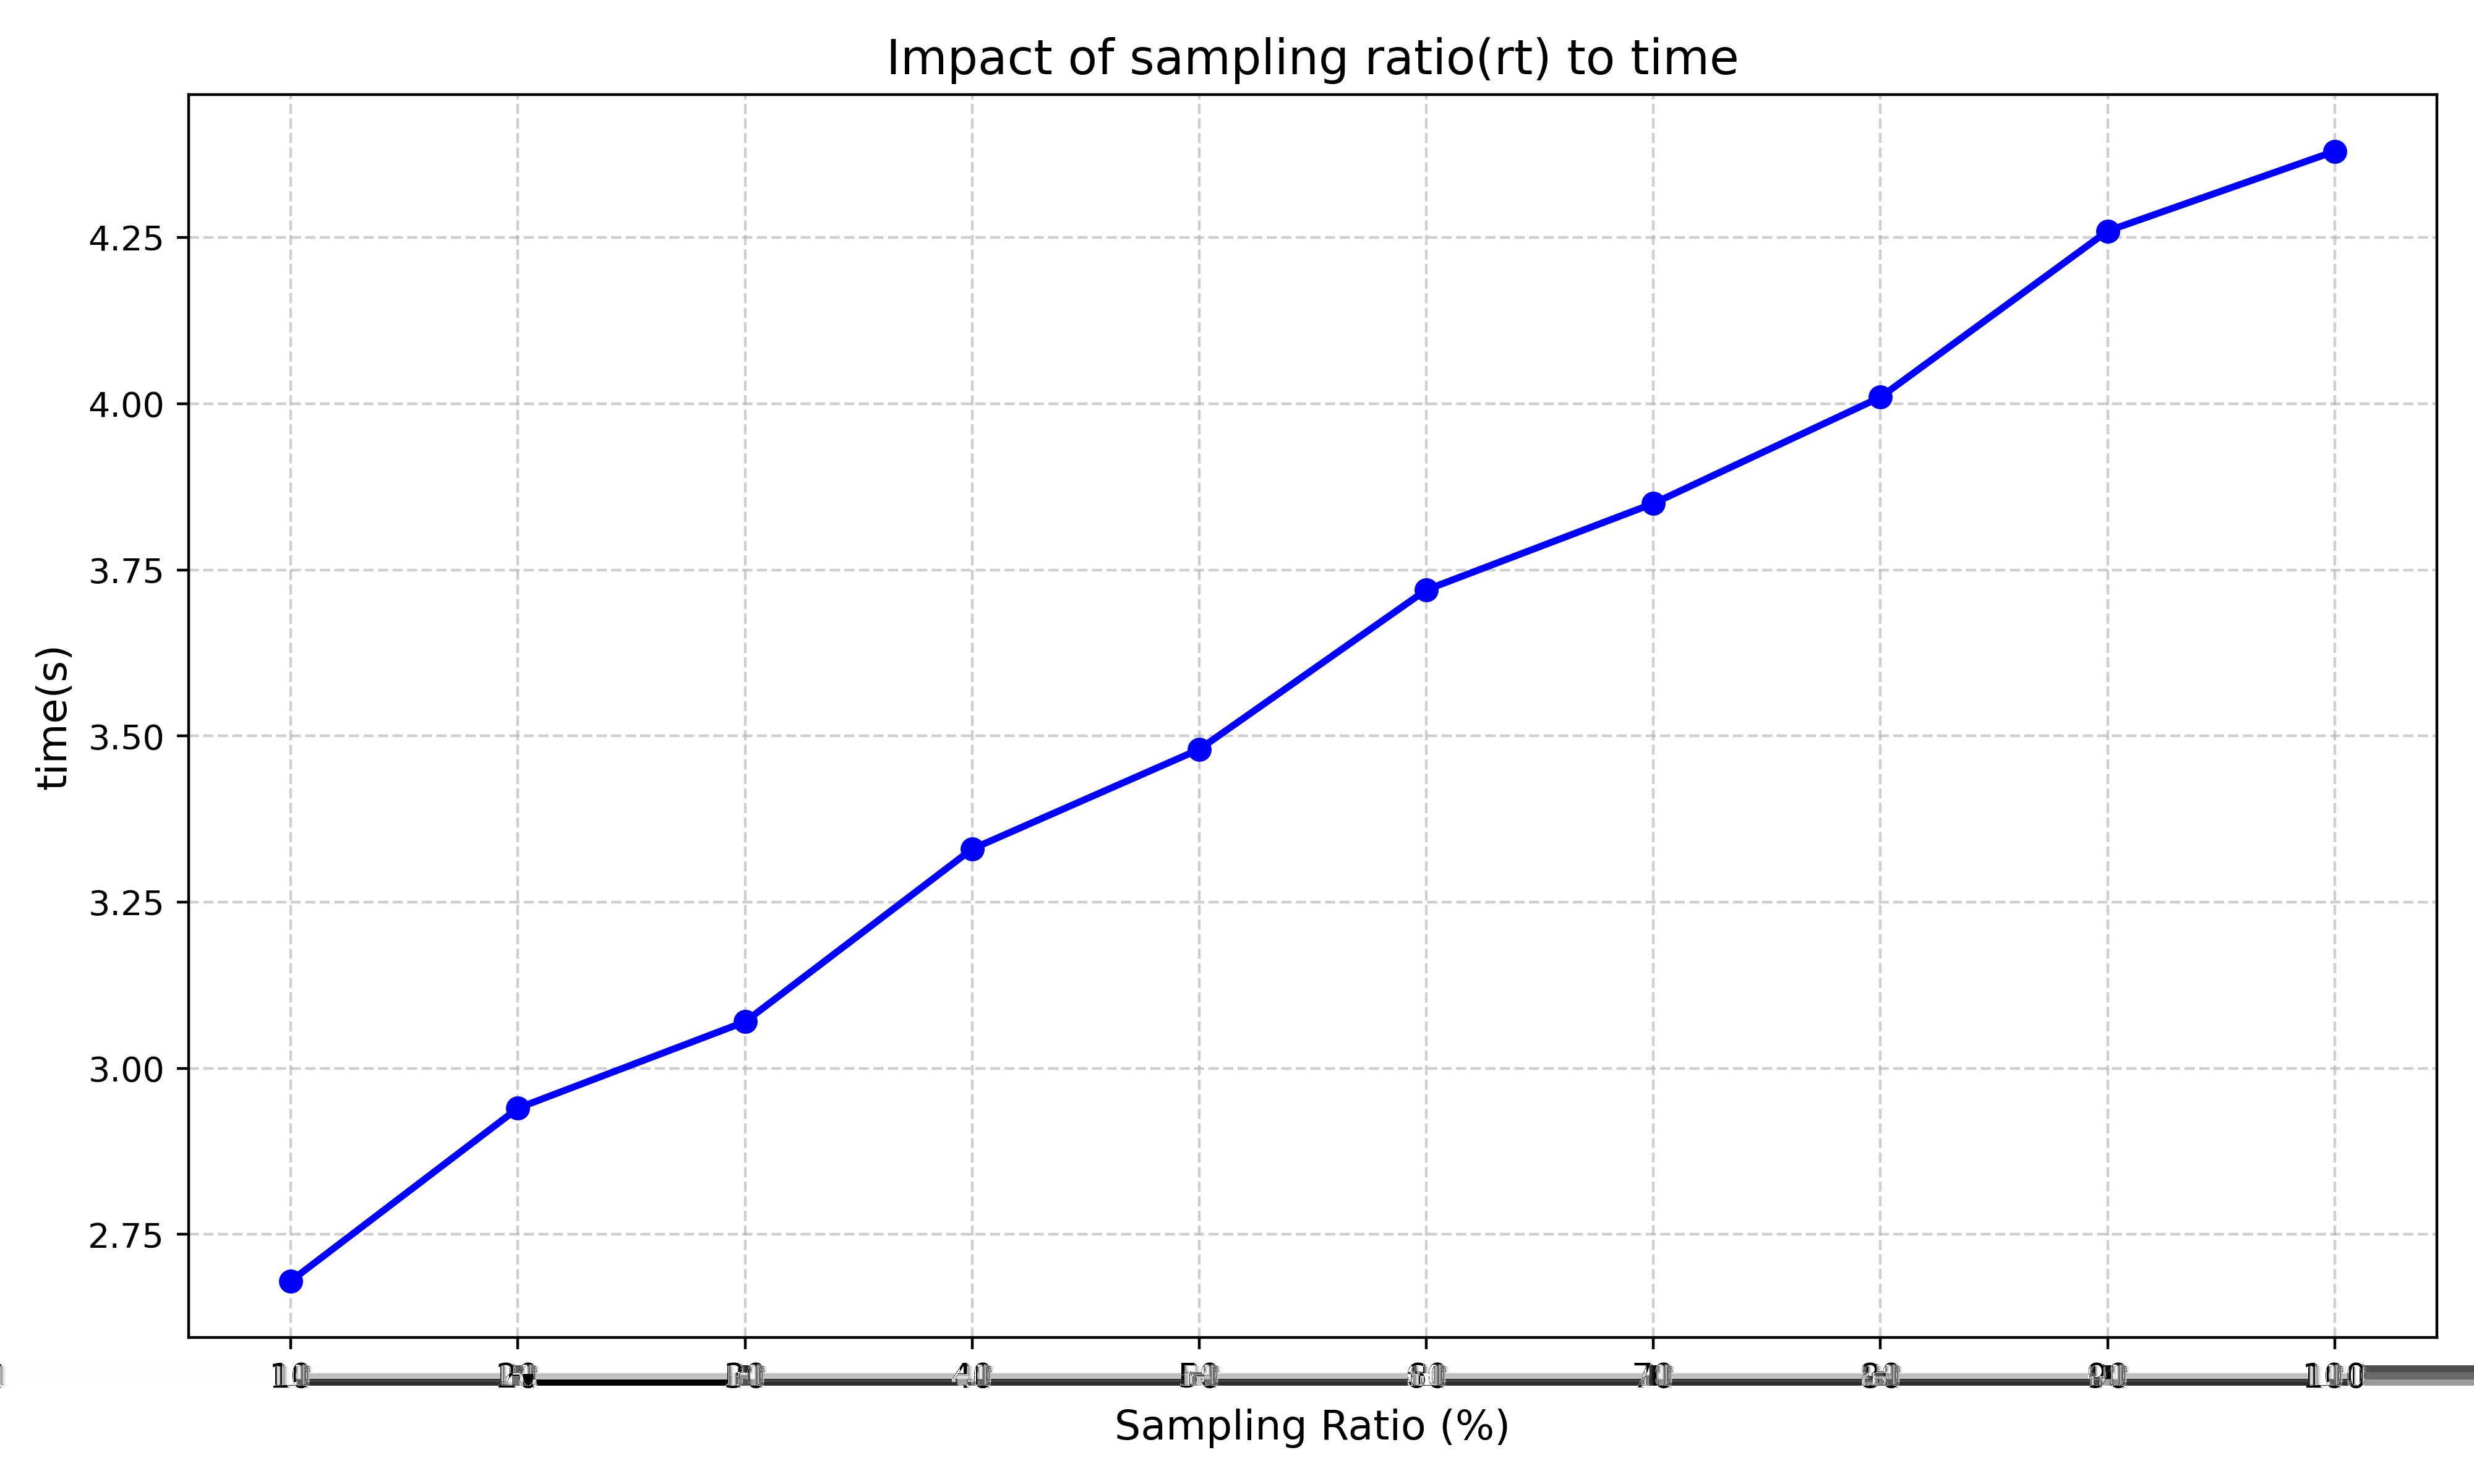 Impact of sampling ratio(rt) to time
4.25
4.00
3.75
3.50
3.25
3.00
2.75
time(s)
10 20 30 40 50 60 70 80 90 100
Sampling Ratio (%)